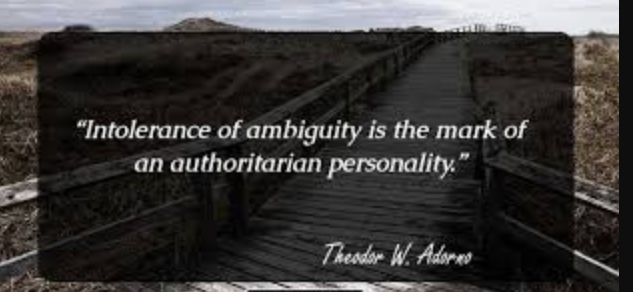 “Intolerance of ambiguity is the mark of
an authoritarian personality.”
Theodor W. Adorno